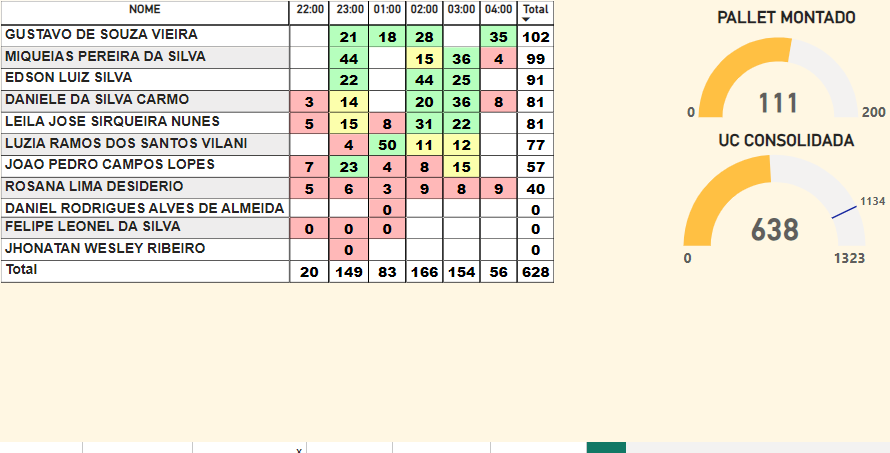 NOME 22:00 23:00 01:00 02:00 03:00 04:00 Total
GUSTAVO DE SOUZA VIEIRA 21 18 28 35 102
MIQUEIAS PEREIRA DA SILVA 44 15 36 4 99
EDSON LUIZ SILVA 22 44 25 91
DANIELE DA SILVA CARMO 3 14 20 36 8 81
LEILA JOSE SIRQUEIRA NUNES 5 15 8 31 22 81
LUZIA RAMOS DOS SANTOS VILANI 4 50 11 12 77
JOAO PEDRO CAMPOS LOPES 7 23 4 8 15 57
ROSANA LIMA DESIDERIO 5 6 3 9 8 9 40
DANIEL RODRIGUES ALVES DE ALMEIDA 0 0
FELIPE LEONEL DA SILVA 0 0 0 0
JHONATAN WESLEY RIBEIRO 0 0
Total 20 149 83 166 154 56 628
PALLET MONTADO
111
0 200
UC CONSOLIDADA
1134
638
0 1323
x